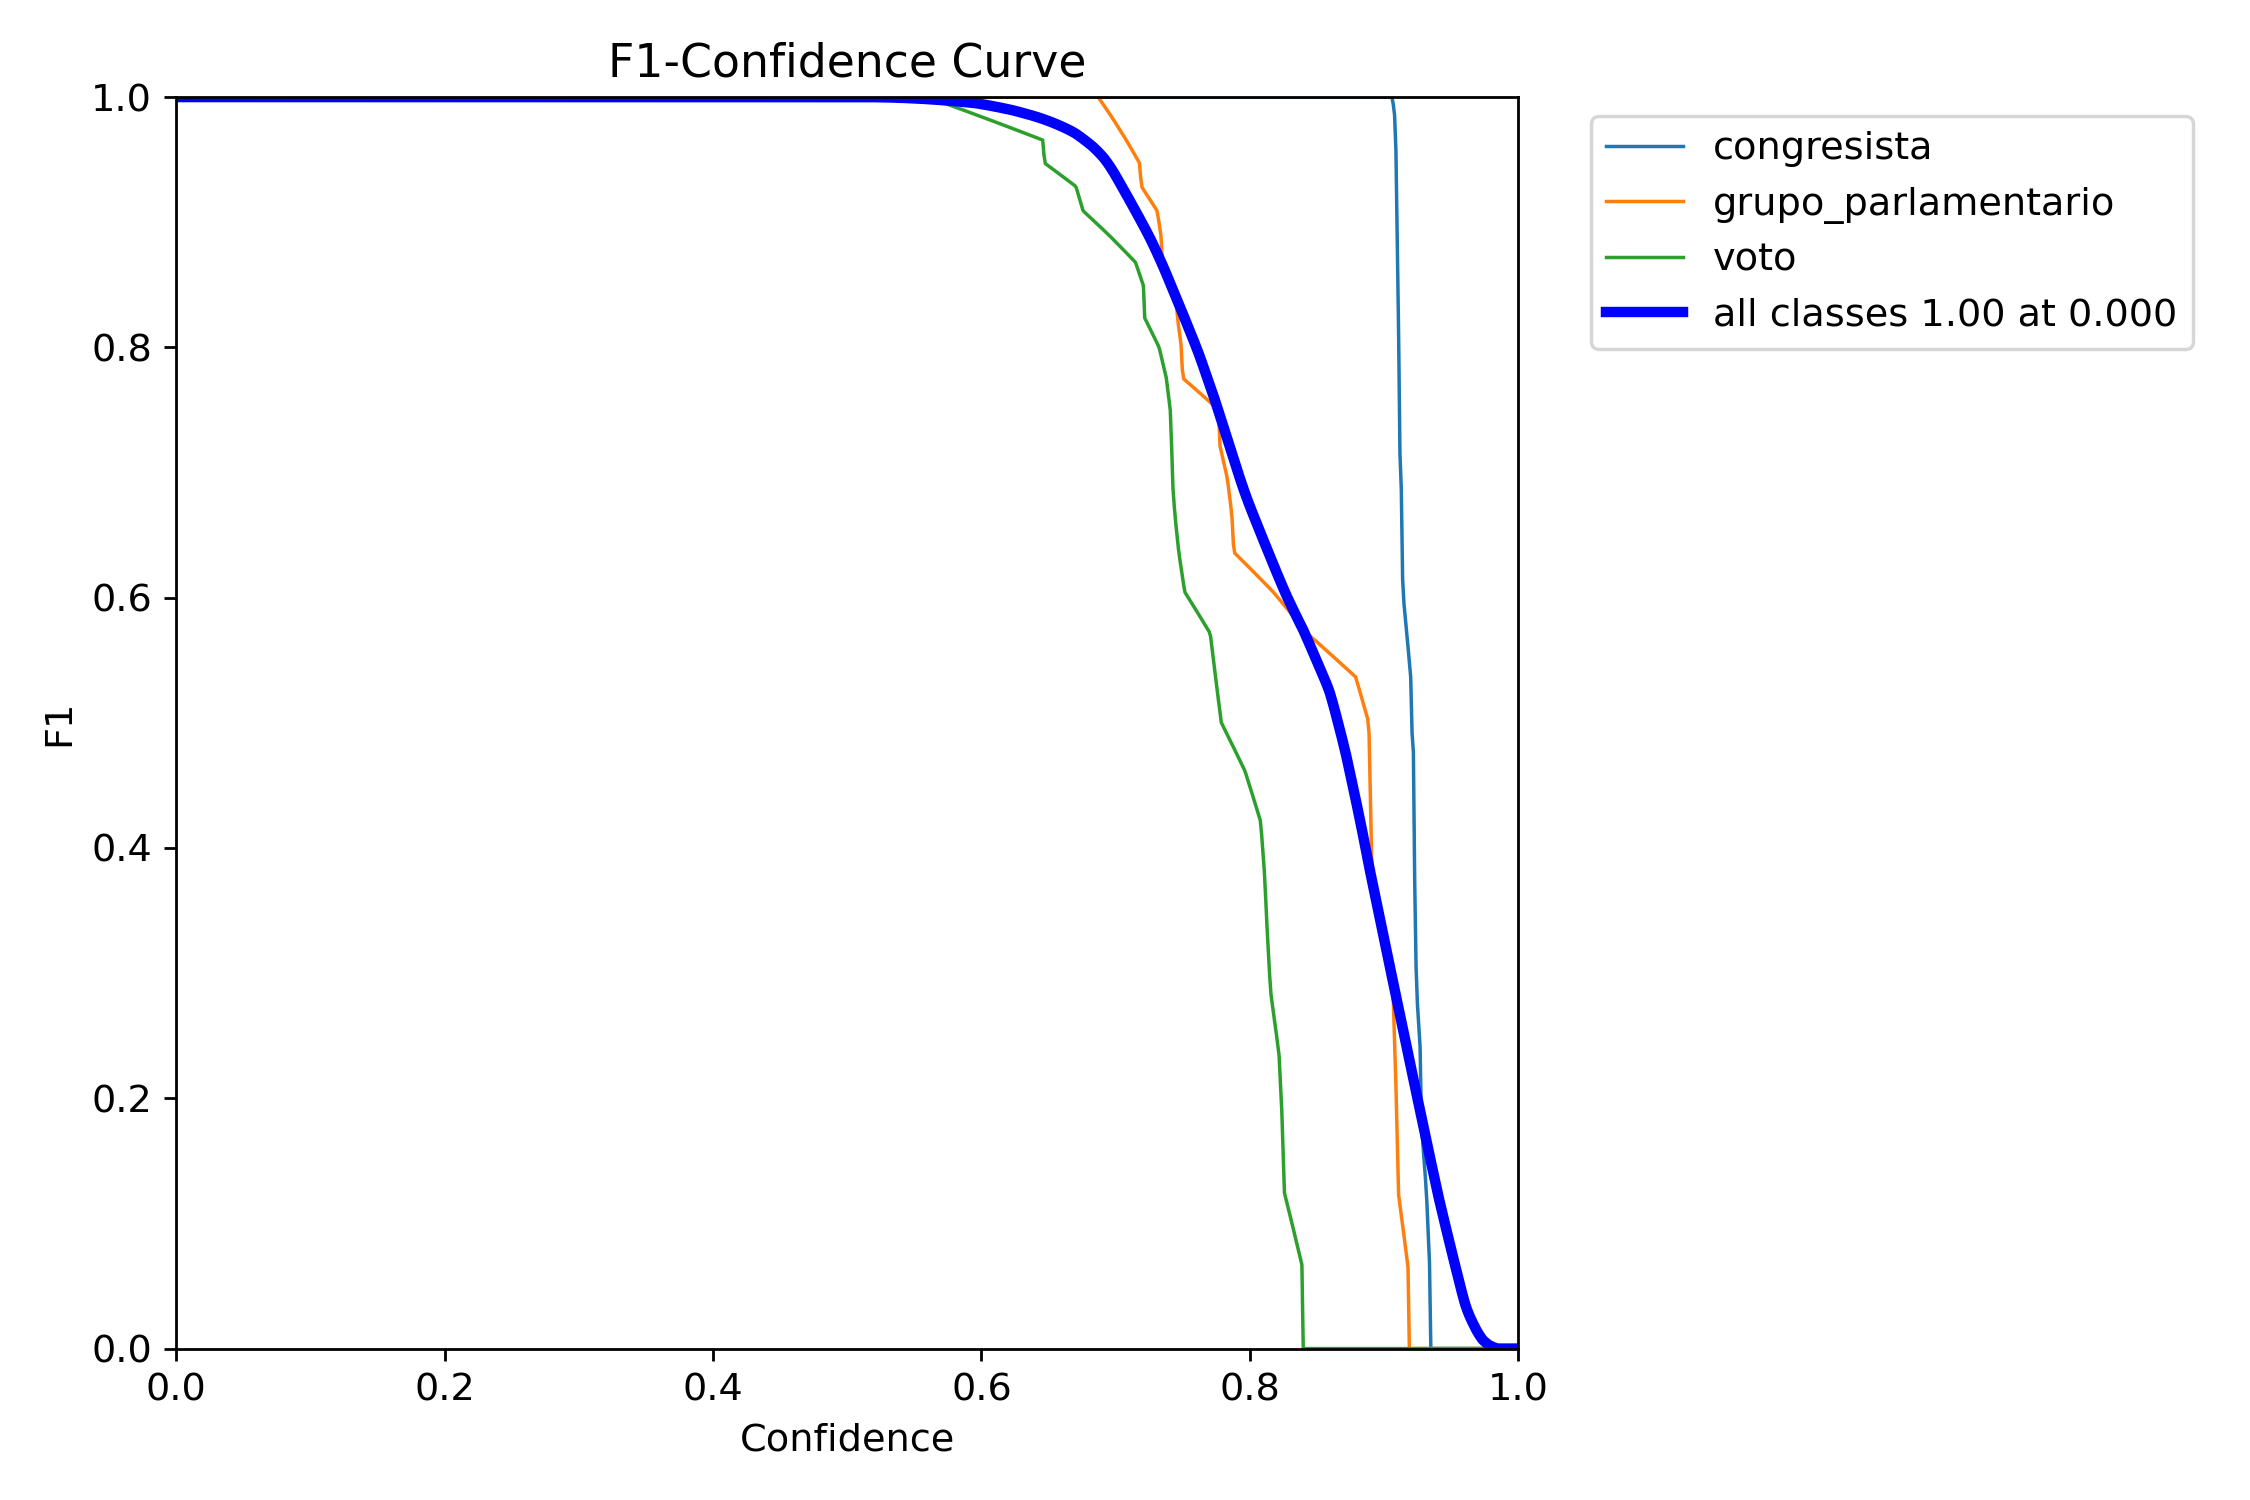 F1-Confidence Curve
1.0
0.8
0.6
0.4
0.2
0.0
F1
0.0 0.2 0.4 0.6 0.8 1.0
Confidence
congresista
grupo_parlamentario
voto
all classes 1.00 at 0.000